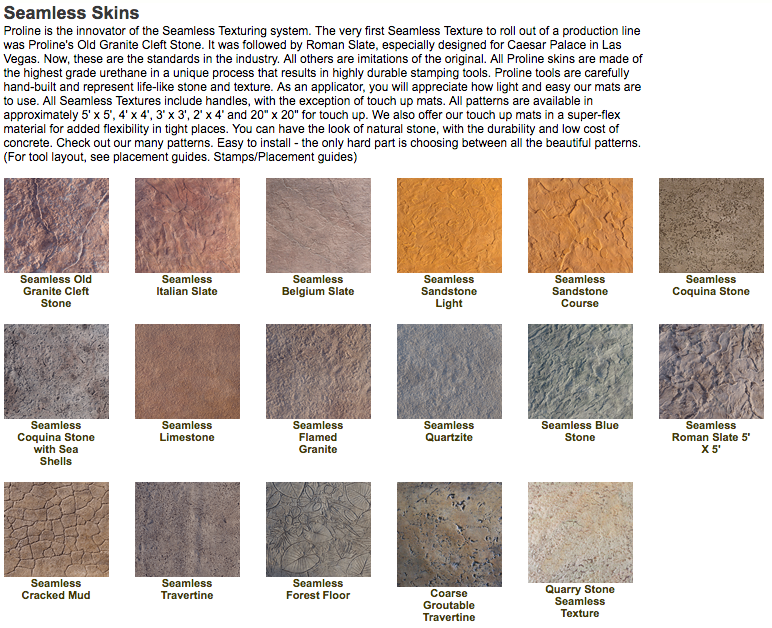 Seamless Skins
Proline is the innovator of the Seamless Texturing system. The very first Seamless Texture to roll out of a production line
was Proline's Old Granite Cleft Stone. It was followed by Roman Slate, especially designed for Caesar Palace in Las
Vegas. Now, these are the standards in the industry. All others are imitations of the original. All Proline skins are made of
the highest grade urethane in a unique process that results in highly durable stamping tools. Proline tools are carefully
hand-built and represent life-like stone and texture. As an applicator, you will appreciate how light and easy our mats are
to use. All Seamless Textures include handles, with the exception of touch up mats. All patterns are available in
approximately 5' x 5', 4' x 4', 3' x 3', 2' x 4' and 20" x 20" for touch up. We also offer our touch up mats in a super-flex
material for added flexibility in tight places. You can have the look of natural stone, with the durability and low cost of
concrete. Check out our many patterns. Easy to install - the only hard part is choosing between all the beautiful patterns.
(For tool layout, see placement guides. Stamps/Placement guides)
Seamless Old
Granite Cleft
Stone
Seamless
Italian Slate
Seamless
Belgium Slate
Seamless
Sandstone
Light
Seamless
Sandstone
Course
Seamless
Coquina Stone
Seamless
Coquina Stone
with Sea
Shells
Seamless
Limestone
Seamless
Flamed
Granite
Seamless
Quartzite
Seamless Blue
Stone
Seamless
Roman Slate 5'
X 5'
Seamless
Cracked Mud
Seamless
Travertine
Seamless
Forest Floor
Coarse
Groutable
Travertine
Quarry Stone
Seamless
Texture